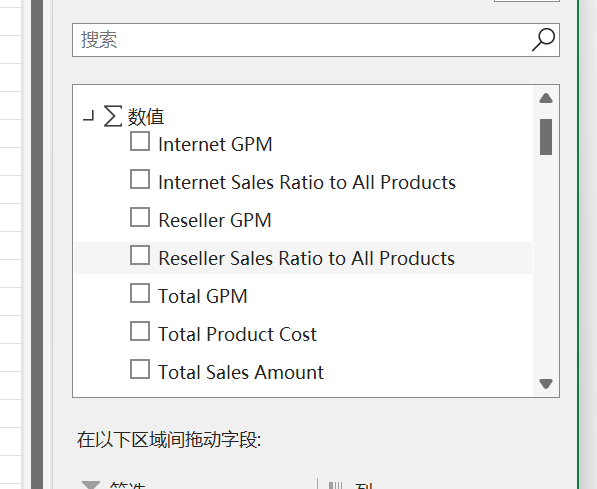 搜索
数值
Internet GPM
Internet Sales Ratio to All Products
Reseller GPM
Reseller Sales Ratio to All Products
Total GPM
Total Product Cost
Total Sales Amount
在以下区域间拖动字段: